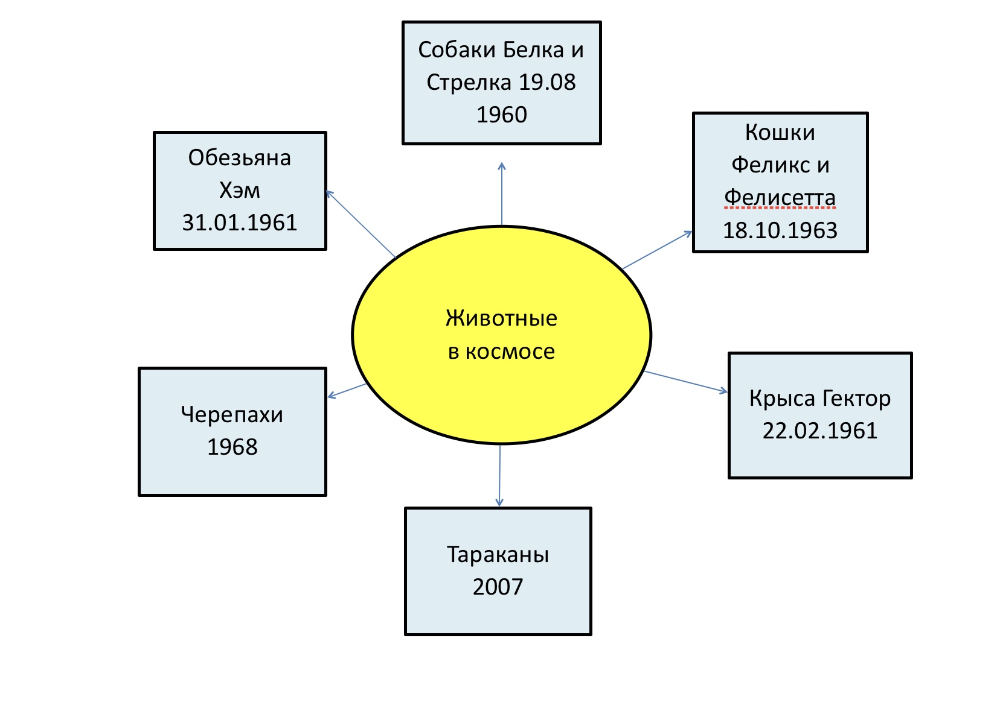 Собаки Белка и
Стрелка 19.08
1960
Кошки
Феликс и
Фелисетта
18.10.1963
Обезьяна
Хэм
31.01.1961
Животные
в космосе
Крыса Гектор
22.02.1961
Черепахи
1968
Тараканы
2007